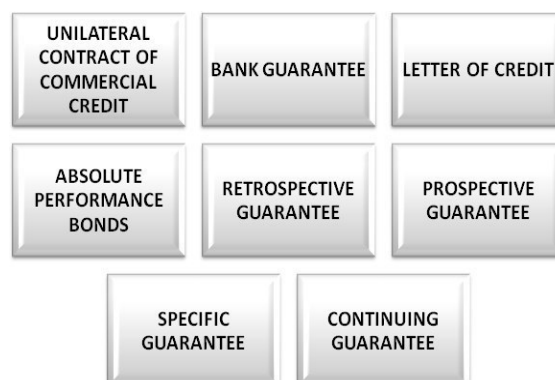 UNILATERAL
CONTRACT OF
COMMERCIAL
CREDIT
BANK GUARANTEE
LETTER OF CREDIT
ABSOLUTE
PERFORMANCE
BONDS
RETROSPECTIVE
GUARANTEE
PROSPECTIVE
GUARANTEE
SPECIFIC
GUARANTEE
CONTINUING
GUARANTEE